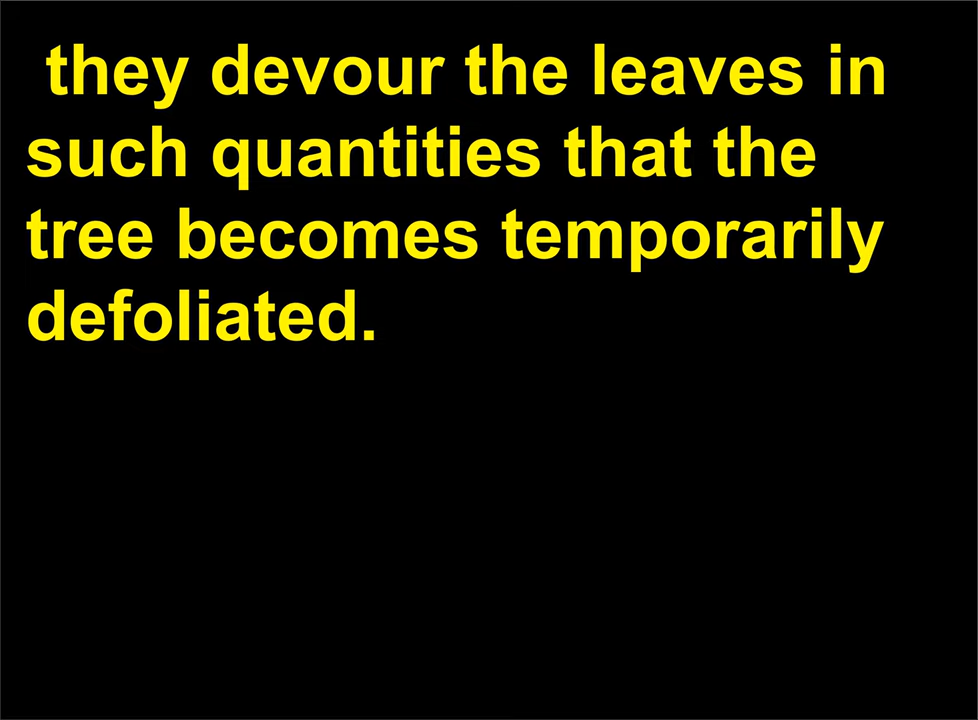 they devour the leaves in
such quantities that the
tree becomes temporarily
defoliated.